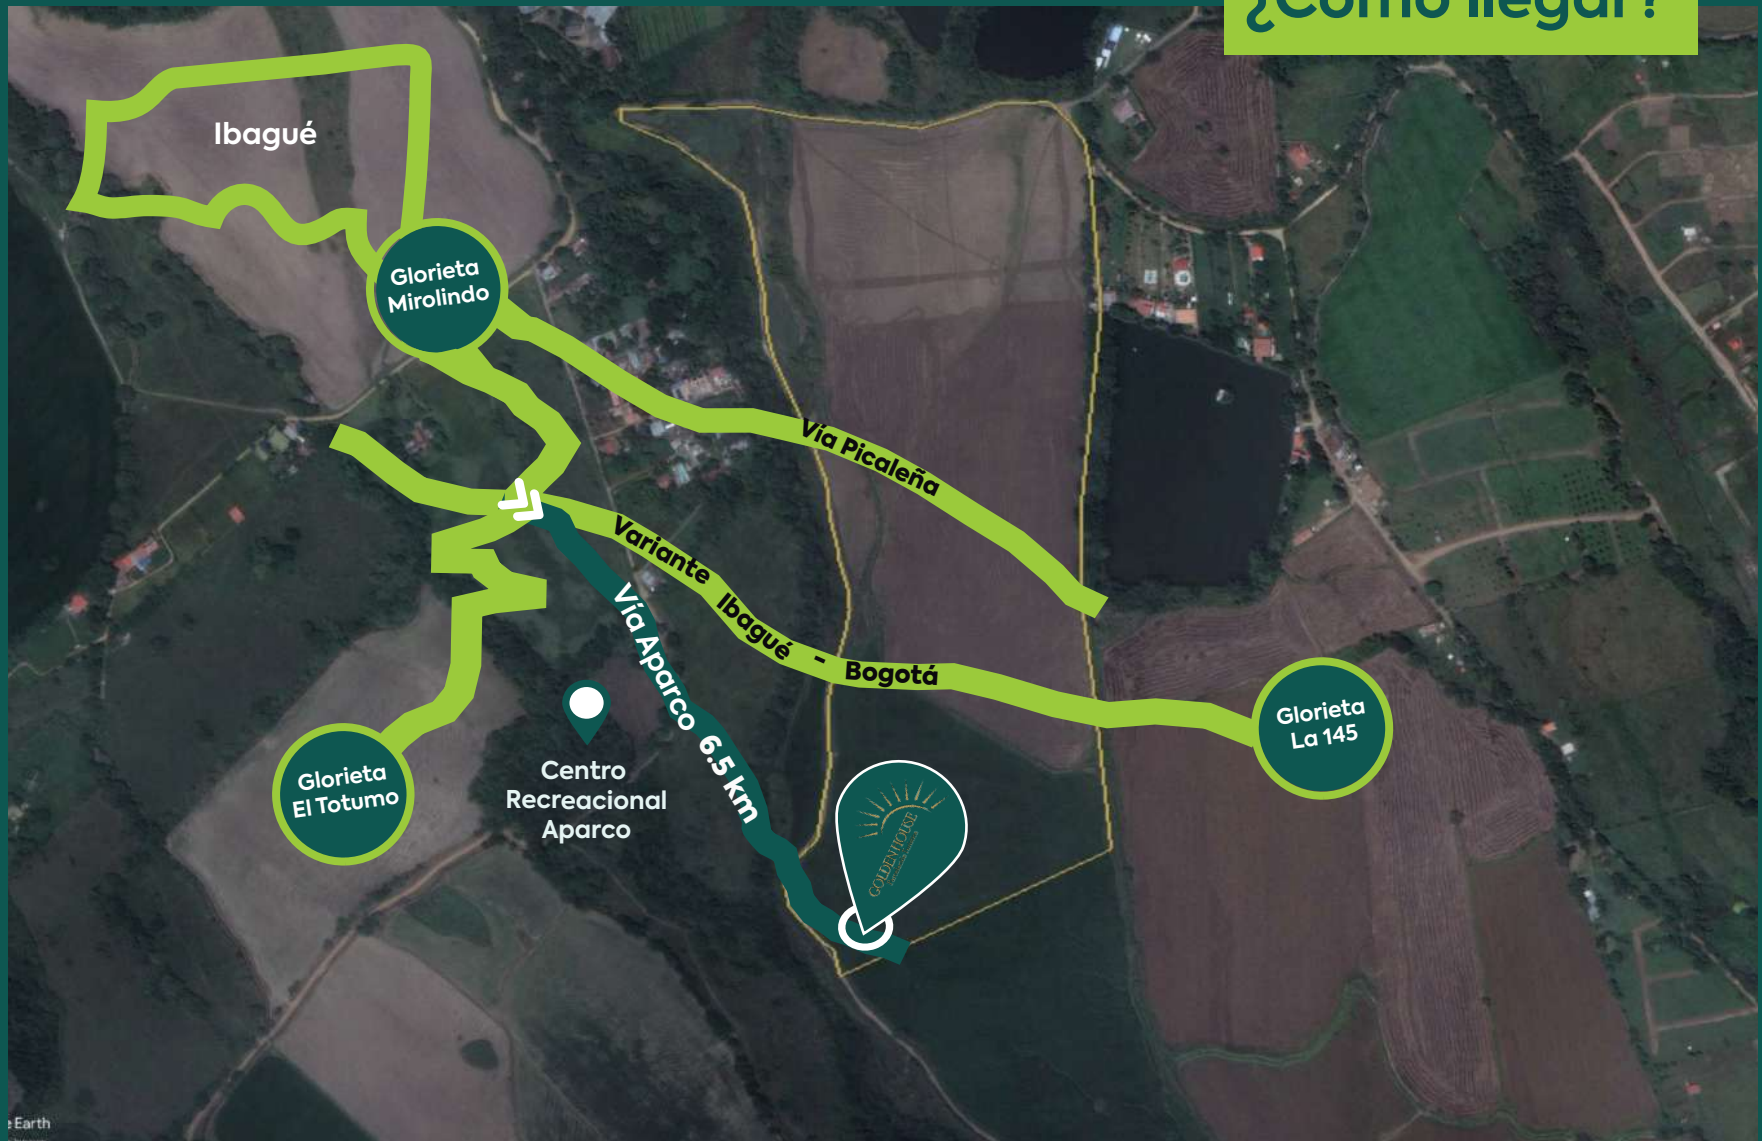 ¿Cómo llegar?
Ibagué
Glorieta
Mirolindo
Vía Picaleña
Variante Ibagué - Bogotá
Vía Aparco 6.5 km
Glorieta
La 145
Glorieta
El Totumo
Centro
Recreacional
Aparco
GOLDEN HOUSE
Earth